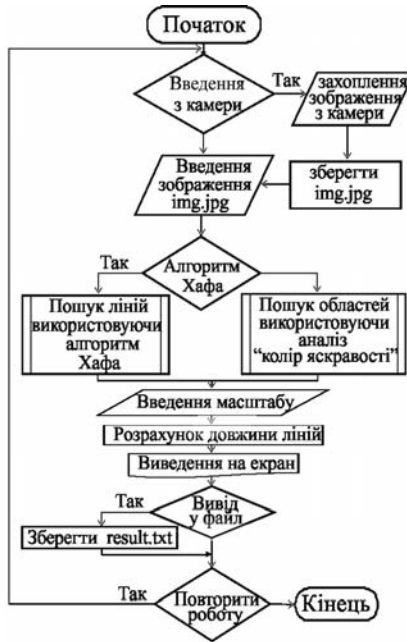 Початок
Введення
з камери
Так
захоплення
зображення
з камери
Введення
зображення
img.jpg
зберегти
img.jpg
Так
Алгоритм
Хафа
Пошук ліній
використовуючи
алгоритм
Хафа
Пошук областей
використовуючи
аналіз
“колір яскравості”
Введення масштабу
Розрахунок довжини ліній
Виведення на екран
Так
Вивід
у файл
Зберегти result.txt
Так
Повторити
роботу
Кінець